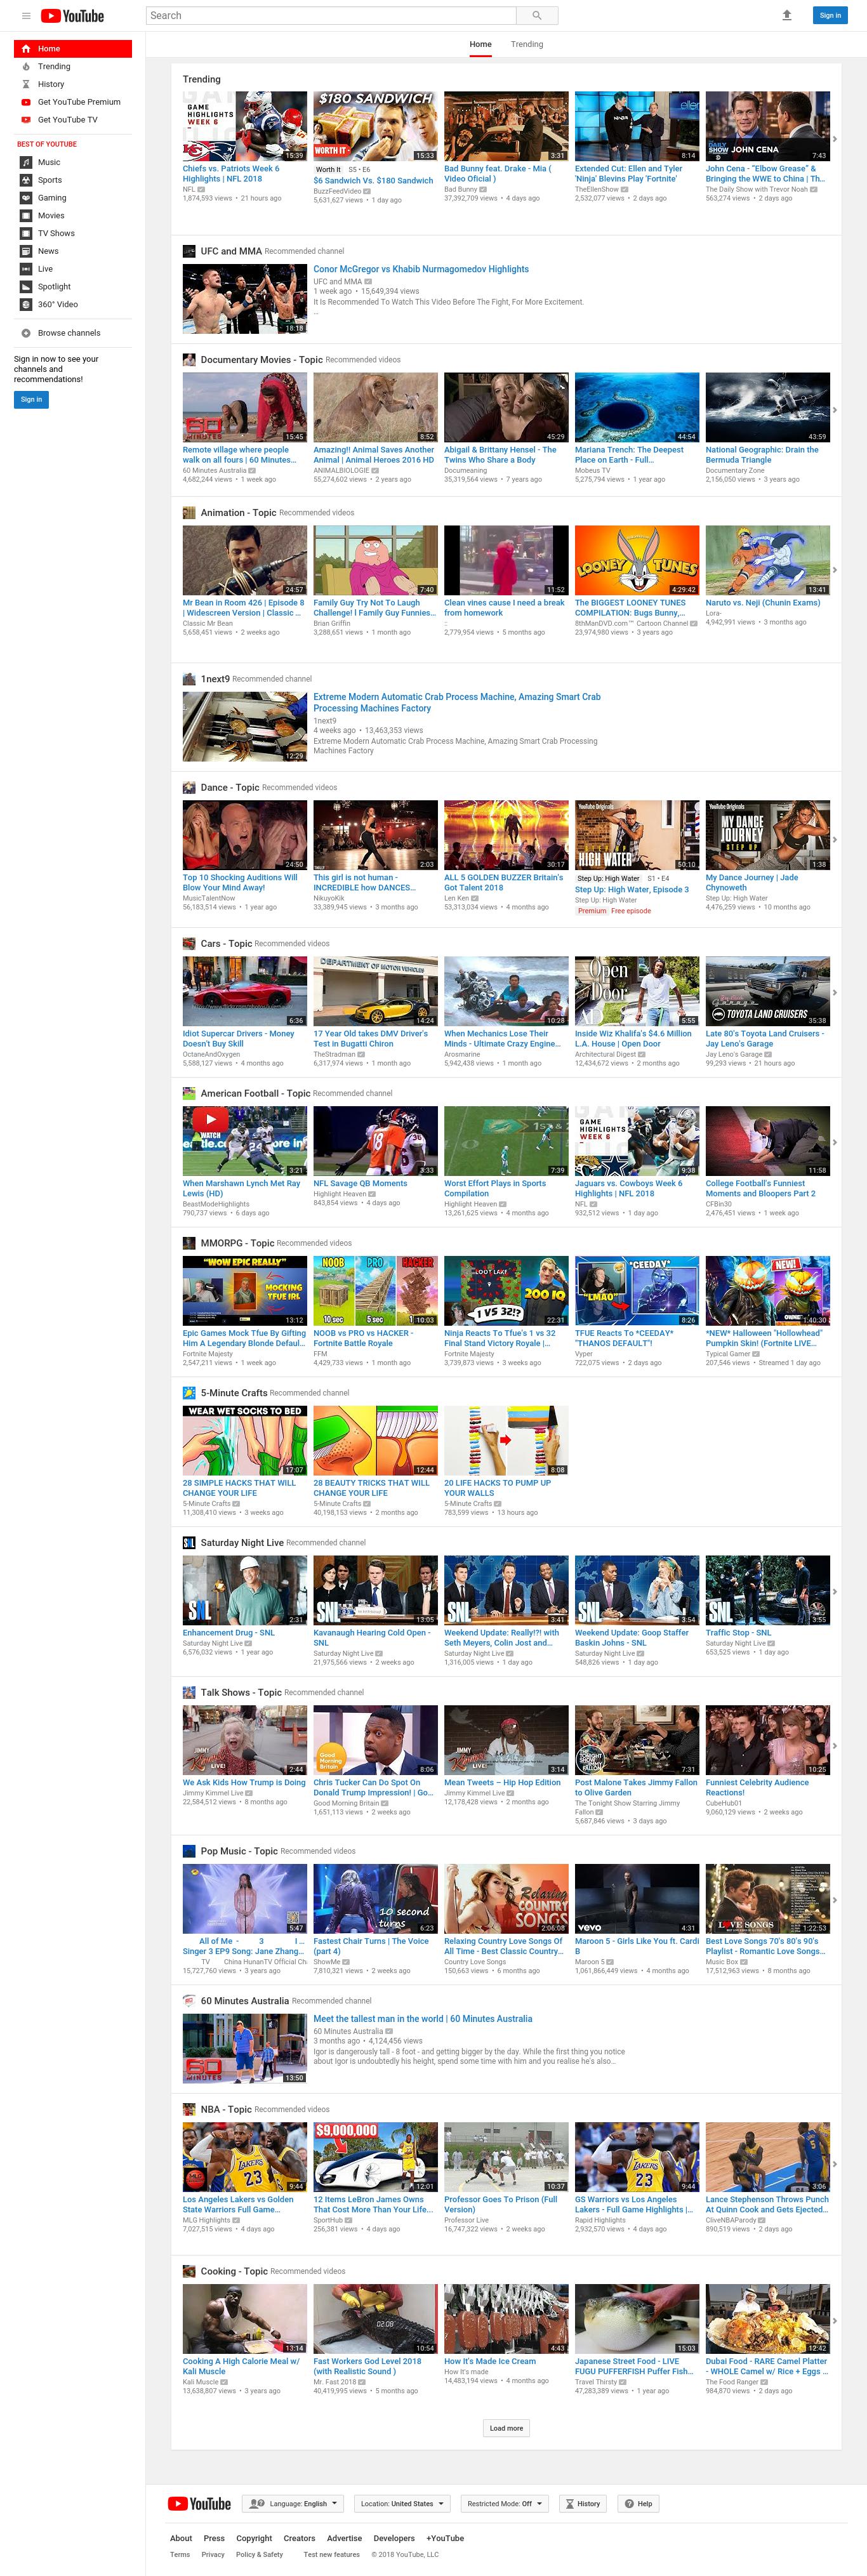 YouTube
Search
Sign in
Home
Trending
History
Get YouTube Premium
Get YouTube TV
BEST OF YOUTUBE
Music
Sports
Gaming
Movies
TV Shows
News
Live
Spotlight
360° Video
Browse channels
Sign in now to see your
channels and
recommendations!
Sign in
Home Trending
Trending
GAME
HIGHLIGHTS
WEEK 6
15:39
Chiefs vs. Patriots Week 6
Highlights | NFL 2018
NFL
1,874,593 views • 21 hours ago
$180 SANDWICH
WORTH IT
15:33
Worth It S5 • E6
$6 Sandwich Vs. $180 Sandwich
BuzzFeedVideo
5,631,627 views • 1 day ago
3:31
Bad Bunny feat. Drake - Mia (
Video Oficial )
Bad Bunny
37,392,709 views • 4 days ago
8:14
Extended Cut: Ellen and Tyler
'Ninja' Blevins Play 'Fortnite'
TheEllenShow
2,532,077 views • 2 days ago
JOHN CENA
7:43
John Cena - "Elbow Grease" &
Bringing the WWE to China | Th...
The Daily Show with Trevor Noah
563,274 views • 2 days ago
UFC and MMA Recommended channel
18:18
Conor McGregor vs Khabib Nurmagomedov Highlights
UFC and MMA
1 week ago • 15,649,394 views
It Is Recommended To Watch This Video Before The Fight, For More Excitement.
..
Documentary Movies - Topic Recommended videos
60 MINUTES
15:45
Remote village where people
walk on all fours | 60 Minutes...
60 Minutes Australia
4,682,244 views • 1 week ago
8:52
Amazing!! Animal Saves Another
Animal | Animal Heroes 2016 HD
ANIMALBIOLOGIE
55,274,602 views • 2 years ago
45:29
Abigail & Brittany Hensel - The
Twins Who Share a Body
Documeaning
35,319,564 views • 7 years ago
44:54
Mariana Trench: The Deepest
Place on Earth - Full...
Mobeus TV
5,275,794 views • 1 year ago
43:59
National Geographic: Drain the
Bermuda Triangle
Documentary Zone
2,156,050 views • 3 years ago
Animation - Topic Recommended videos
24:57
Mr Bean in Room 426 | Episode 8
| Widescreen Version | Classic ...
Classic Mr Bean
5,658,451 views • 2 weeks ago
7:40
Family Guy Try Not To Laugh
Challenge! l Family Guy Funnies...
Brian Griffin
3,288,651 views • 1 month ago
11:52
Clean vines cause I need a break
from homework
::
2,779,954 views • 5 months ago
LOONEY TUNES
4:29:42
The BIGGEST LOONEY TUNES
COMPILATION: Bugs Bunny,...
8thManDVD.com™ Cartoon Channel
23,974,980 views • 3 years ago
13:41
Naruto vs. Neji (Chunin Exams)
Lora-
4,942,991 views • 3 months ago
1next9 Recommended channel
12:29
Extreme Modern Automatic Crab Process Machine, Amazing Smart Crab
Processing Machines Factory
1next9
4 weeks ago • 13,463,353 views
Extreme Modern Automatic Crab Process Machine, Amazing Smart Crab Processing
Machines Factory
Dance - Topic Recommended videos
24:50
Top 10 Shocking Auditions Will
Blow Your Mind Away!
MusicTalentNow
56,183,514 views • 1 year ago
2:03
This girl is not human -
INCREDIBLE how DANCES...
NikuyoKik
33,389,945 views • 3 months ago
30:17
ALL 5 GOLDEN BUZZER Britain's
Got Talent 2018
Len Ken
53,313,034 views • 4 months ago
YouTube Originals
STEP UP
HIGH WATER
50:10
Step Up: High Water S1 • E4
Step Up: High Water, Episode 3
Step Up: High Water
Premium Free episode
YouTube Originals
MY DANCE
JOURNEY
STEP UP
1:38
My Dance Journey | Jade
Chynoweth
Step Up: High Water
4,476,259 views • 10 months ago
Cars - Topic Recommended videos
6:36
Idiot Supercar Drivers - Money
Doesn't Buy Skill
OctaneAndOxygen
5,588,127 views • 4 months ago
DEPARTMENT OF MOTOR VEHICLES
14:24
17 Year Old takes DMV Driver's
Test in Bugatti Chiron
TheStradman
6,317,974 views • 1 month ago
10:28
When Mechanics Lose Their
Minds - Ultimate Crazy Engine...
Arosmarine
5,942,438 views • 1 month ago
Open
Door
AD
5:55
Inside Wiz Khalifa's $4.6 Million
L.A. House | Open Door
Architectural Digest
12,434,672 views • 2 months ago
TOYOTA LAND CRUISERS
35:38
Late 80's Toyota Land Cruisers -
Jay Leno's Garage
Jay Leno's Garage
99,293 views • 21 hours ago
American Football - Topic Recommended channel
WATCH
3:21
When Marshawn Lynch Met Ray
Lewis (HD)
BeastModeHighlights
790,737 views • 6 days ago
3:33
NFL Savage QB Moments
Highlight Heaven
843,854 views • 4 days ago
7:39
Worst Effort Plays in Sports
Compilation
Highlight Heaven
13,261,625 views • 4 months ago
GAME
HIGHLIGHTS
WEEK 6
9:38
Jaguars vs. Cowboys Week 6
Highlights | NFL 2018
NFL
932,512 views • 1 day ago
11:58
College Football's Funniest
Moments and Bloopers Part 2
CFBin30
2,476,451 views • 1 week ago
MMORPG - Topic Recommended videos
"WOW EPIC REALLY"
MOCKING
TFUE IRL
13:12
Epic Games Mock Tfue By Gifting
Him A Legendary Blonde Defaul...
Fortnite Majesty
2,547,211 views • 1 week ago
NOOB PRO HACKER
10 sec 5 sec 1
10:03
NOOB vs PRO vs HACKER -
Fortnite Battle Royale
FFM
4,429,733 views • 1 month ago
LOOT LAKE
200 IQ
1 VS 32!?
22:31
Ninja Reacts To Tfue's 1 vs 32
Final Stand Victory Royale |...
Fortnite Majesty
3,739,873 views • 3 weeks ago
*CEEDAY*
"LMAO"
8:26
TFUE Reacts To *CEEDAY*
"THANOS DEFAULT"!
Vyper
722,075 views • 2 days ago
NEW!
1:40:30
*NEW* Halloween "Hollowhead"
Pumpkin Skin! (Fortnite LIVE...
Typical Gamer
207,546 views • Streamed 1 day ago
5-Minute Crafts Recommended channel
WEAR WET SOCKS TO BED
17:07
28 SIMPLE HACKS THAT WILL
CHANGE YOUR LIFE
5-Minute Crafts
11,308,410 views • 3 weeks ago
12:44
28 BEAUTY TRICKS THAT WILL
CHANGE YOUR LIFE
5-Minute Crafts
40,198,153 views • 2 months ago
8:08
20 LIFE HACKS TO PUMP UP
YOUR WALLS
5-Minute Crafts
783,599 views • 13 hours ago
Saturday Night Live Recommended channel
SNL
2:31
Enhancement Drug - SNL
Saturday Night Live
6,576,032 views • 1 year ago
SNL
13:05
Kavanaugh Hearing Cold Open -
SNL
Saturday Night Live
21,975,566 views • 2 weeks ago
SNL
3:41
Weekend Update: Really!?! with
Seth Meyers, Colin Jost and...
Saturday Night Live
1,316,005 views • 1 day ago
SNL
3:54
Weekend Update: Goop Staffer
Baskin Johns - SNL
Saturday Night Live
548,826 views • 1 day ago
SNL
3:55
Traffic Stop - SNL
Saturday Night Live
653,525 views • 1 day ago
Talk Shows - Topic Recommended channel
JIMMY
KIMMEL
LIVE!
2:44
We Ask Kids How Trump is Doing
Jimmy Kimmel Live
22,584,512 views • 8 months ago
Good
Morning
Britain
8:06
Chris Tucker Can Do Spot On
Donald Trump Impression! | Go...
Good Morning Britain
1,651,113 views • 2 weeks ago
JIMMY
KIMMEL
LIVE!
3:14
Mean Tweets – Hip Hop Edition
Jimmy Kimmel Live
12,178,428 views • 2 months ago
THE
TONIGHT
SHOW
7:31
Post Malone Takes Jimmy Fallon
to Olive Garden
The Tonight Show Starring Jimmy
Fallon
5,687,846 views • 3 days ago
10:25
Funniest Celebrity Audience
Reactions!
CubeHub01
9,060,129 views • 2 weeks ago
Pop Music - Topic Recommended videos
5:47
All of Me - 3 I ...
Singer 3 EP9 Song: Jane Zhang...
TV China HunanTV Official Ch
15,727,760 views • 3 years ago
10 second
turns
6:23
Fastest Chair Turns | The Voice
(part 4)
ShowMe
7,810,321 views • 2 weeks ago
Relaxing
COUNTRY
SONGS
2:06:08
Relaxing Country Love Songs Of
All Time - Best Classic Country...
Country Love Songs
150,663 views • 6 months ago
vevo
4:31
Maroon 5 - Girls Like You ft. Cardi
B
Maroon 5
1,061,866,449 views • 4 months ago
LOVE SONGS
1:22:53
Best Love Songs 70's 80's 90's
Playlist - Romantic Love Songs...
Music Box
17,512,963 views • 8 months ago
60 Minutes Australia Recommended channel
60 MINUTES
13:50
Meet the tallest man in the world | 60 Minutes Australia
60 Minutes Australia
3 months ago • 4,124,456 views
Igor is dangerously tall - 8 foot - and getting bigger by the day. While the first thing you notice
about Igor is undoubtedly his height, spend some time with him and you realise he's also...
NBA - Topic Recommended videos
9:44
Los Angeles Lakers vs Golden
State Warriors Full Game...
MLG Highlights
7,027,515 views • 4 days ago
$9,000,000
12:01
12 Items LeBron James Owns
That Cost More Than Your Life...
SportHub
256,381 views • 4 days ago
10:37
Professor Goes To Prison (Full
Version)
Professor Live
16,747,322 views • 2 weeks ago
9:44
GS Warriors vs Los Angeles
Lakers - Full Game Highlights |...
Rapid Highlights
2,932,570 views • 4 days ago
3:06
Lance Stephenson Throws Punch
At Quinn Cook and Gets Ejected...
CliveNBAParody
890,519 views • 2 days ago
Cooking - Topic Recommended videos
13:14
Cooking A High Calorie Meal w/
Kali Muscle
Kali Muscle
13,638,807 views • 3 years ago
02:08
10:54
Fast Workers God Level 2018
(with Realistic Sound )
Mr. Fast 2018
40,419,995 views • 5 months ago
4:43
How It's Made Ice Cream
How It's made
14,483,194 views • 4 months ago
15:03
Japanese Street Food - LIVE
FUGU PUFFERFISH Puffer Fish...
Travel Thirsty
47,283,389 views • 1 year ago
12:42
Dubai Food - RARE Camel Platter
- WHOLE Camel w/ Rice + Eggs ...
The Food Ranger
984,870 views • 2 days ago
Load more
YouTube
Language: English
Location: United States
Restricted Mode: Off
History
Help
About Press Copyright Creators Advertise Developers +YouTube
Terms Privacy Policy & Safety Test new features © 2018 YouTube, LLC